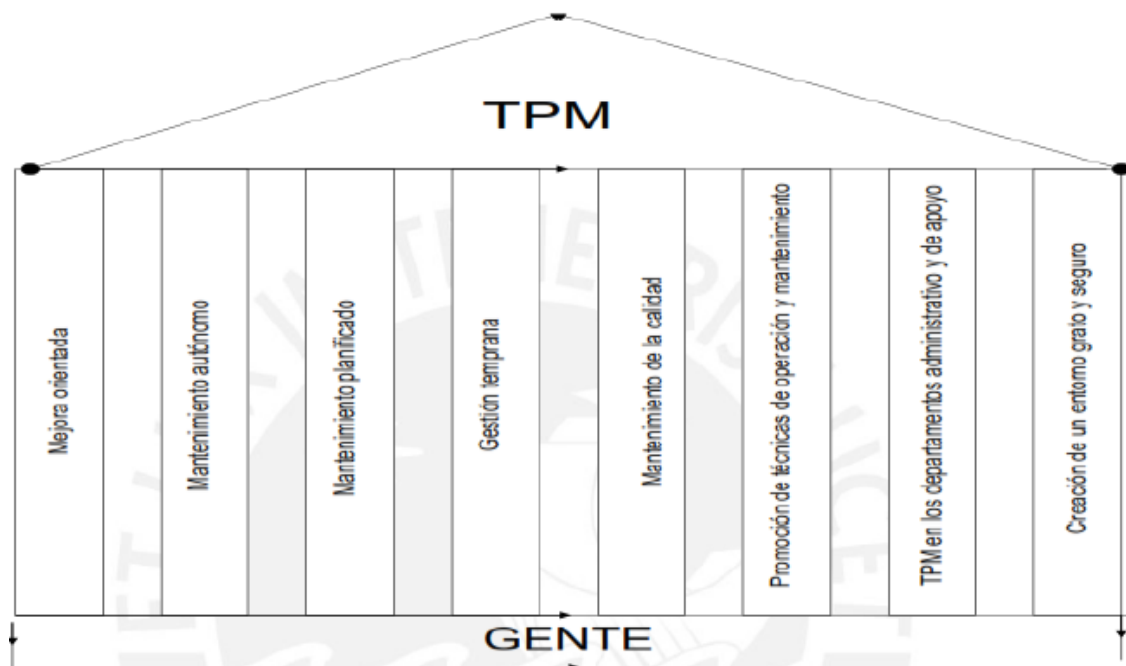 TPM
Mejora orientada
Mantenimiento autónomo
Mantenimiento planificado
Gestión temprana
Mantenimiento de la calidad
Promoción de técnicas de operación y mantenimiento
TPM en los departamentos administrativo y de apoyo
Creación de un entorno grato y seguro
GENTE